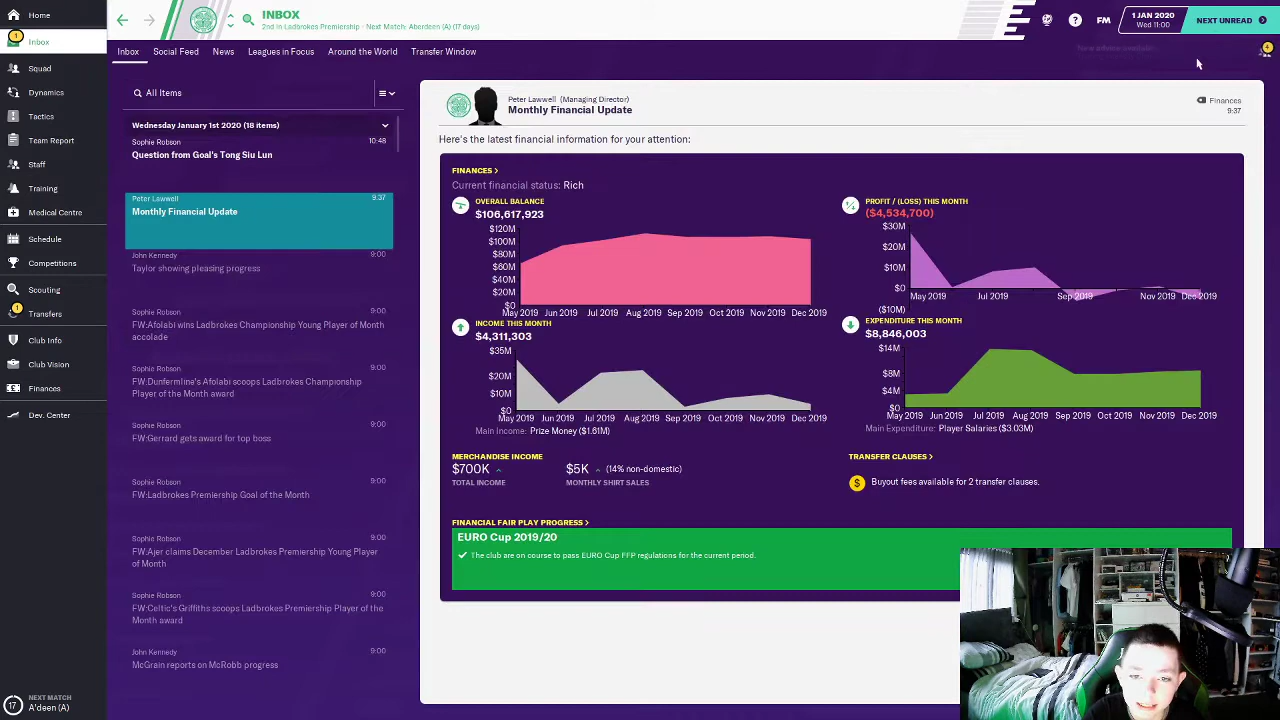 INBOX
2nd in Ladbrokes Premiership - Next Match: Aberdeen (A) (17 days)
FM
1 JAN 2020
Wed 11:00
NEXT UNREAD
Inbox
Social Feed
News
Leagues in Focus
Around the World
Transfer Window
Home
1
Inbox
Squad
Dynamics
Tactics
Team Report
Staff
Training
Medical Centre
Schedule
Competitions
Scouting
1
Transfers
Club Info
Club Vision
Finances
Dev. Center
17
NEXT MATCH
A'deen (A)
All Items
Wednesday January 1st 2020 (18 items)
Sophie Robson 10:48
Question from Goal's Tong Siu Lun
Peter Lawwell 9:37
Monthly Financial Update
John Kennedy 9:00
Taylor showing pleasing progress
Sophie Robson 9:00
FW:Afolabi wins Ladbrokes Championship Young Player of Month
accolade
Sophie Robson 9:00
FW:Dunfermline's Afolabi scoops Ladbrokes Championship
Player of the Month award
Sophie Robson 9:00
FW:Gerrard gets award for top boss
Sophie Robson 9:00
FW:Ladbrokes Premiership Goal of the Month
Sophie Robson 9:00
FW:Ajer claims December Ladbrokes Premiership Young Player
of Month
Sophie Robson 9:00
FW:Celtic's Griffiths scoops Ladbrokes Premiership Player of the
Month award
John Kennedy 9:00
McGrain reports on McRobb progress
Peter Lawwell (Managing Director)
Monthly Financial Update
Finances
9:37
Here's the latest financial information for your attention:
FINANCES >
Current financial status: Rich
OVERALL BALANCE
$106,617,923
$120M
$100M
$80M
$60M
$40M
$20M
$0
May 2019 Jun 2019 Jul 2019 Aug 2019 Sep 2019 Oct 2019 Nov 2019 Dec 2019
PROFIT / (LOSS) THIS MONTH
($4,534,700)
$30M
$20M
$10M
$0
($10M)
May 2019 Jul 2019 Sep 2019 Nov 2019 Dec 2019
INCOME THIS MONTH
$4,311,303
$35M
$20M
$10M
$0
May 2019 Jun 2019 Jul 2019 Aug 2019 Sep 2019 Oct 2019 Nov 2019 Dec 2019
Main Income: Prize Money ($1.61M)
EXPENDITURE THIS MONTH
$8,846,003
$14M
$8M
$4M
$0
May 2019 Jun 2019 Jul 2019 Aug 2019 Sep 2019 Oct 2019 Nov 2019 Dec 2019
Main Expenditure: Player Salaries ($3.03M)
MERCHANDISE INCOME
$700K
TOTAL INCOME
$5K (14% non-domestic)
MONTHLY SHIRT SALES
TRANSFER CLAUSES >
$ Buyout fees available for 2 transfer clauses.
FINANCIAL FAIR PLAY PROGRESS >
EURO Cup 2019/20
The club are on course to pass EURO Cup FFP regulations for the current period.